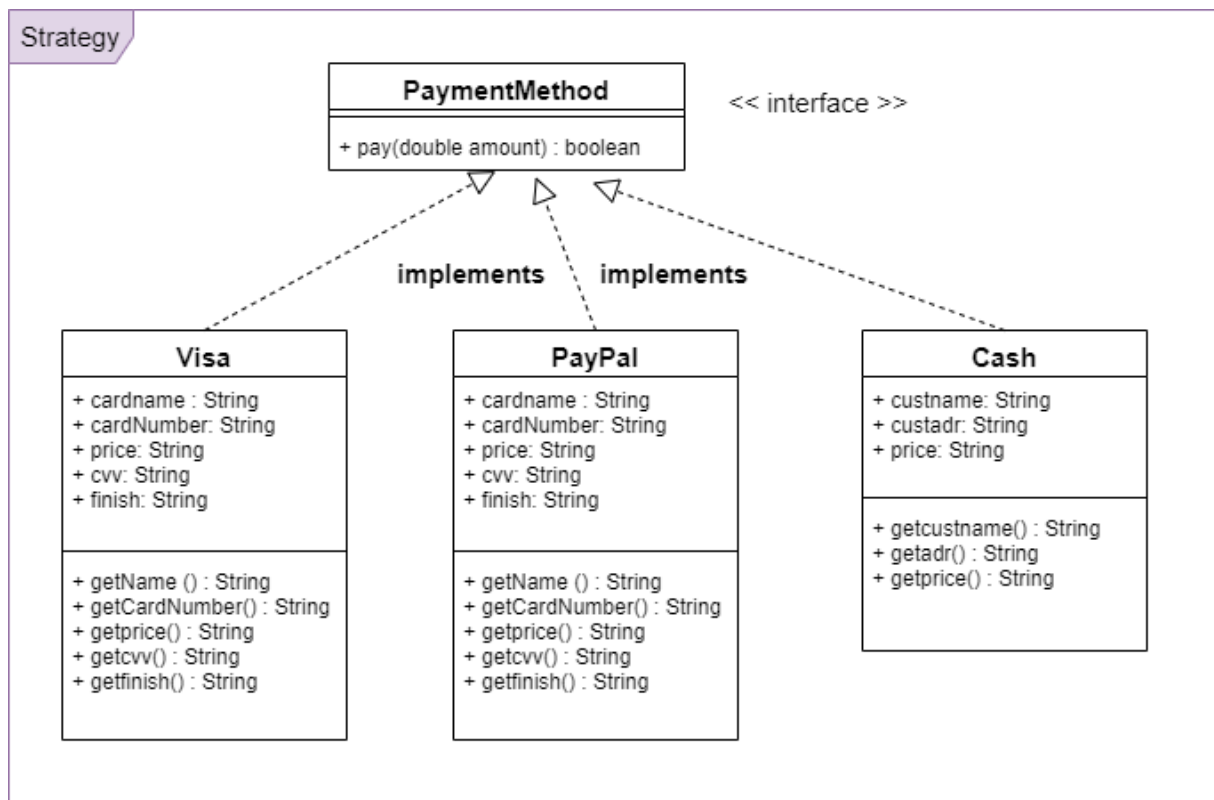 Strategy
PaymentMethod
<< interface >>
+ pay(double amount) : boolean
implements
implements
Visa
+ cardname : String
+ cardNumber: String
+ price: String
+ cvv: String
+ finish: String
+ getName () : String
+ getCardNumber() : String
+ getprice() : String
+ getcvv() : String
+ getfinish() : String
PayPal
+ cardname : String
+ cardNumber: String
+ price: String
+ cvv: String
+ finish: String
+ getName () : String
+ getCardNumber() : String
+ getprice() : String
+ getcvv() : String
+ getfinish() : String
Cash
+ custname: String
+ custadr: String
+ price: String
+ getcustname() : String
+ getadr() : String
+ getprice() : String